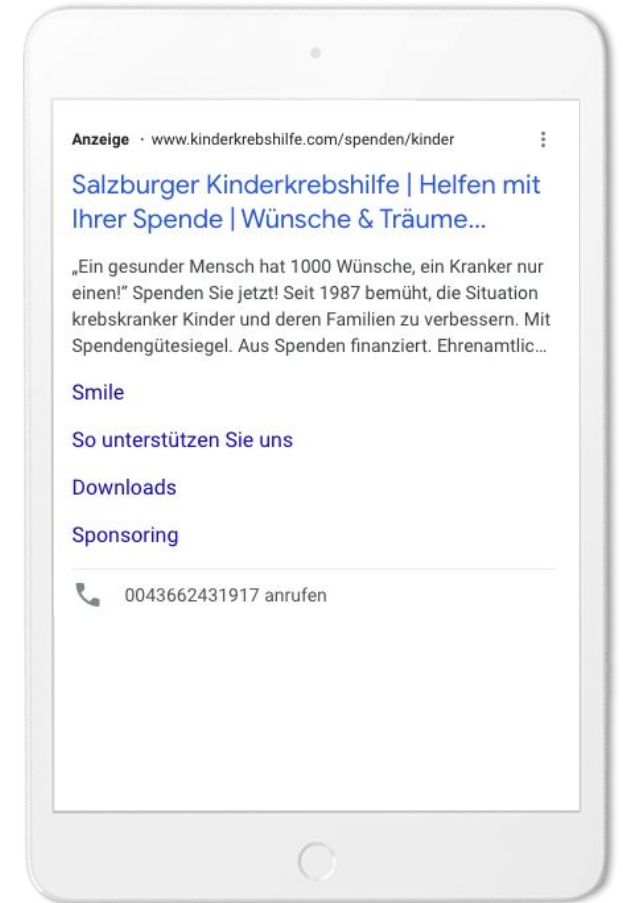 Anzeige · www.kinderkrebshilfe.com/spenden/kinder
Salzburger Kinderkrebshilfe | Helfen mit
Ihrer Spende | Wünsche & Träume...
„Ein gesunder Mensch hat 1000 Wünsche, ein Kranker nur
einen!“ Spenden Sie jetzt! Seit 1987 bemüht, die Situation
krebskranker Kinder und deren Familien zu verbessern. Mit
Spendengütesiegel. Aus Spenden finanziert. Ehrenamtlic...
Smile
So unterstützen Sie uns
Downloads
Sponsoring
0043662431917 anrufen